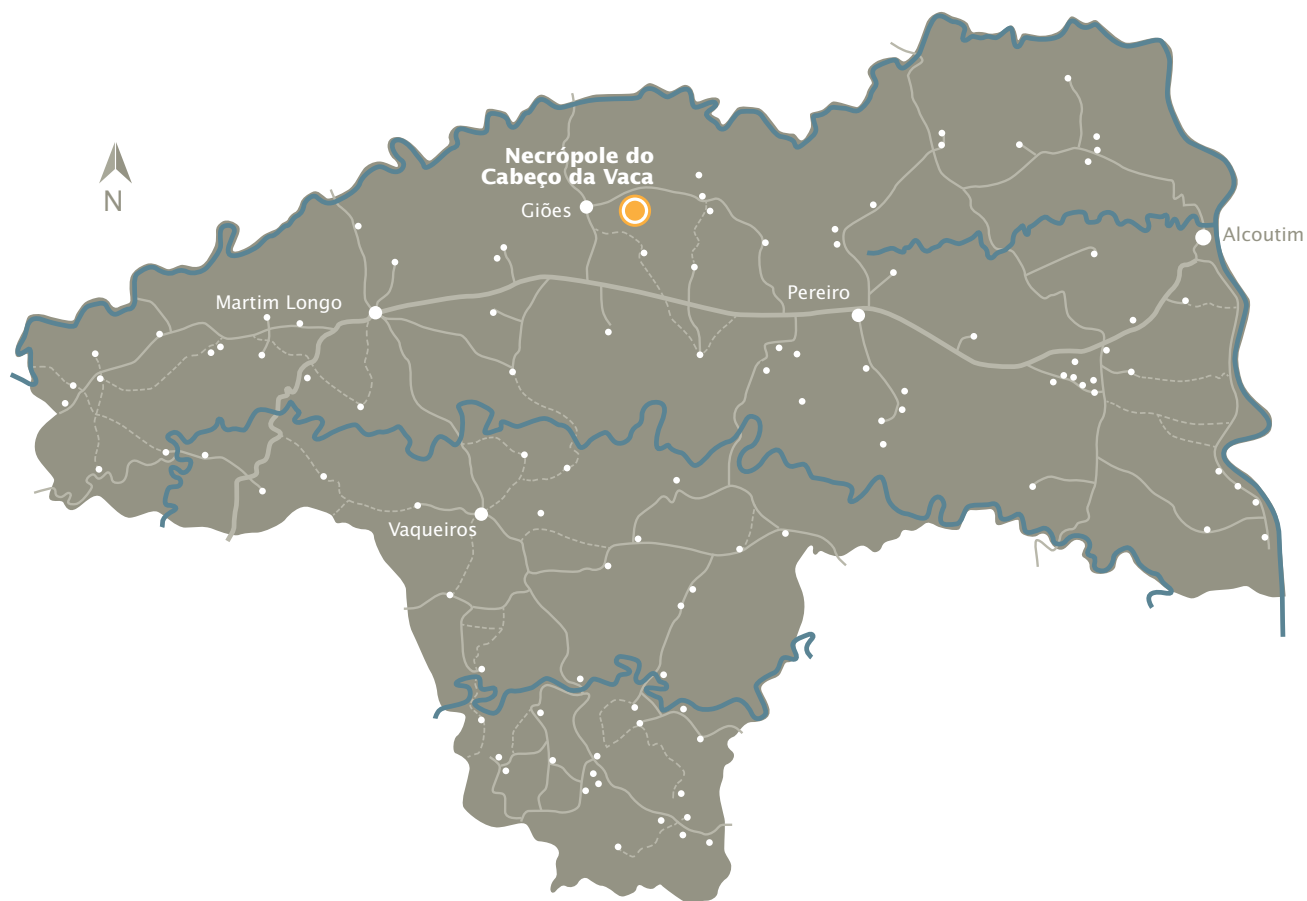 Necrópole do
Cabeço da Vaca
Giões
N
Alcoutim
Martim Longo
Pereiro
Vaqueiros